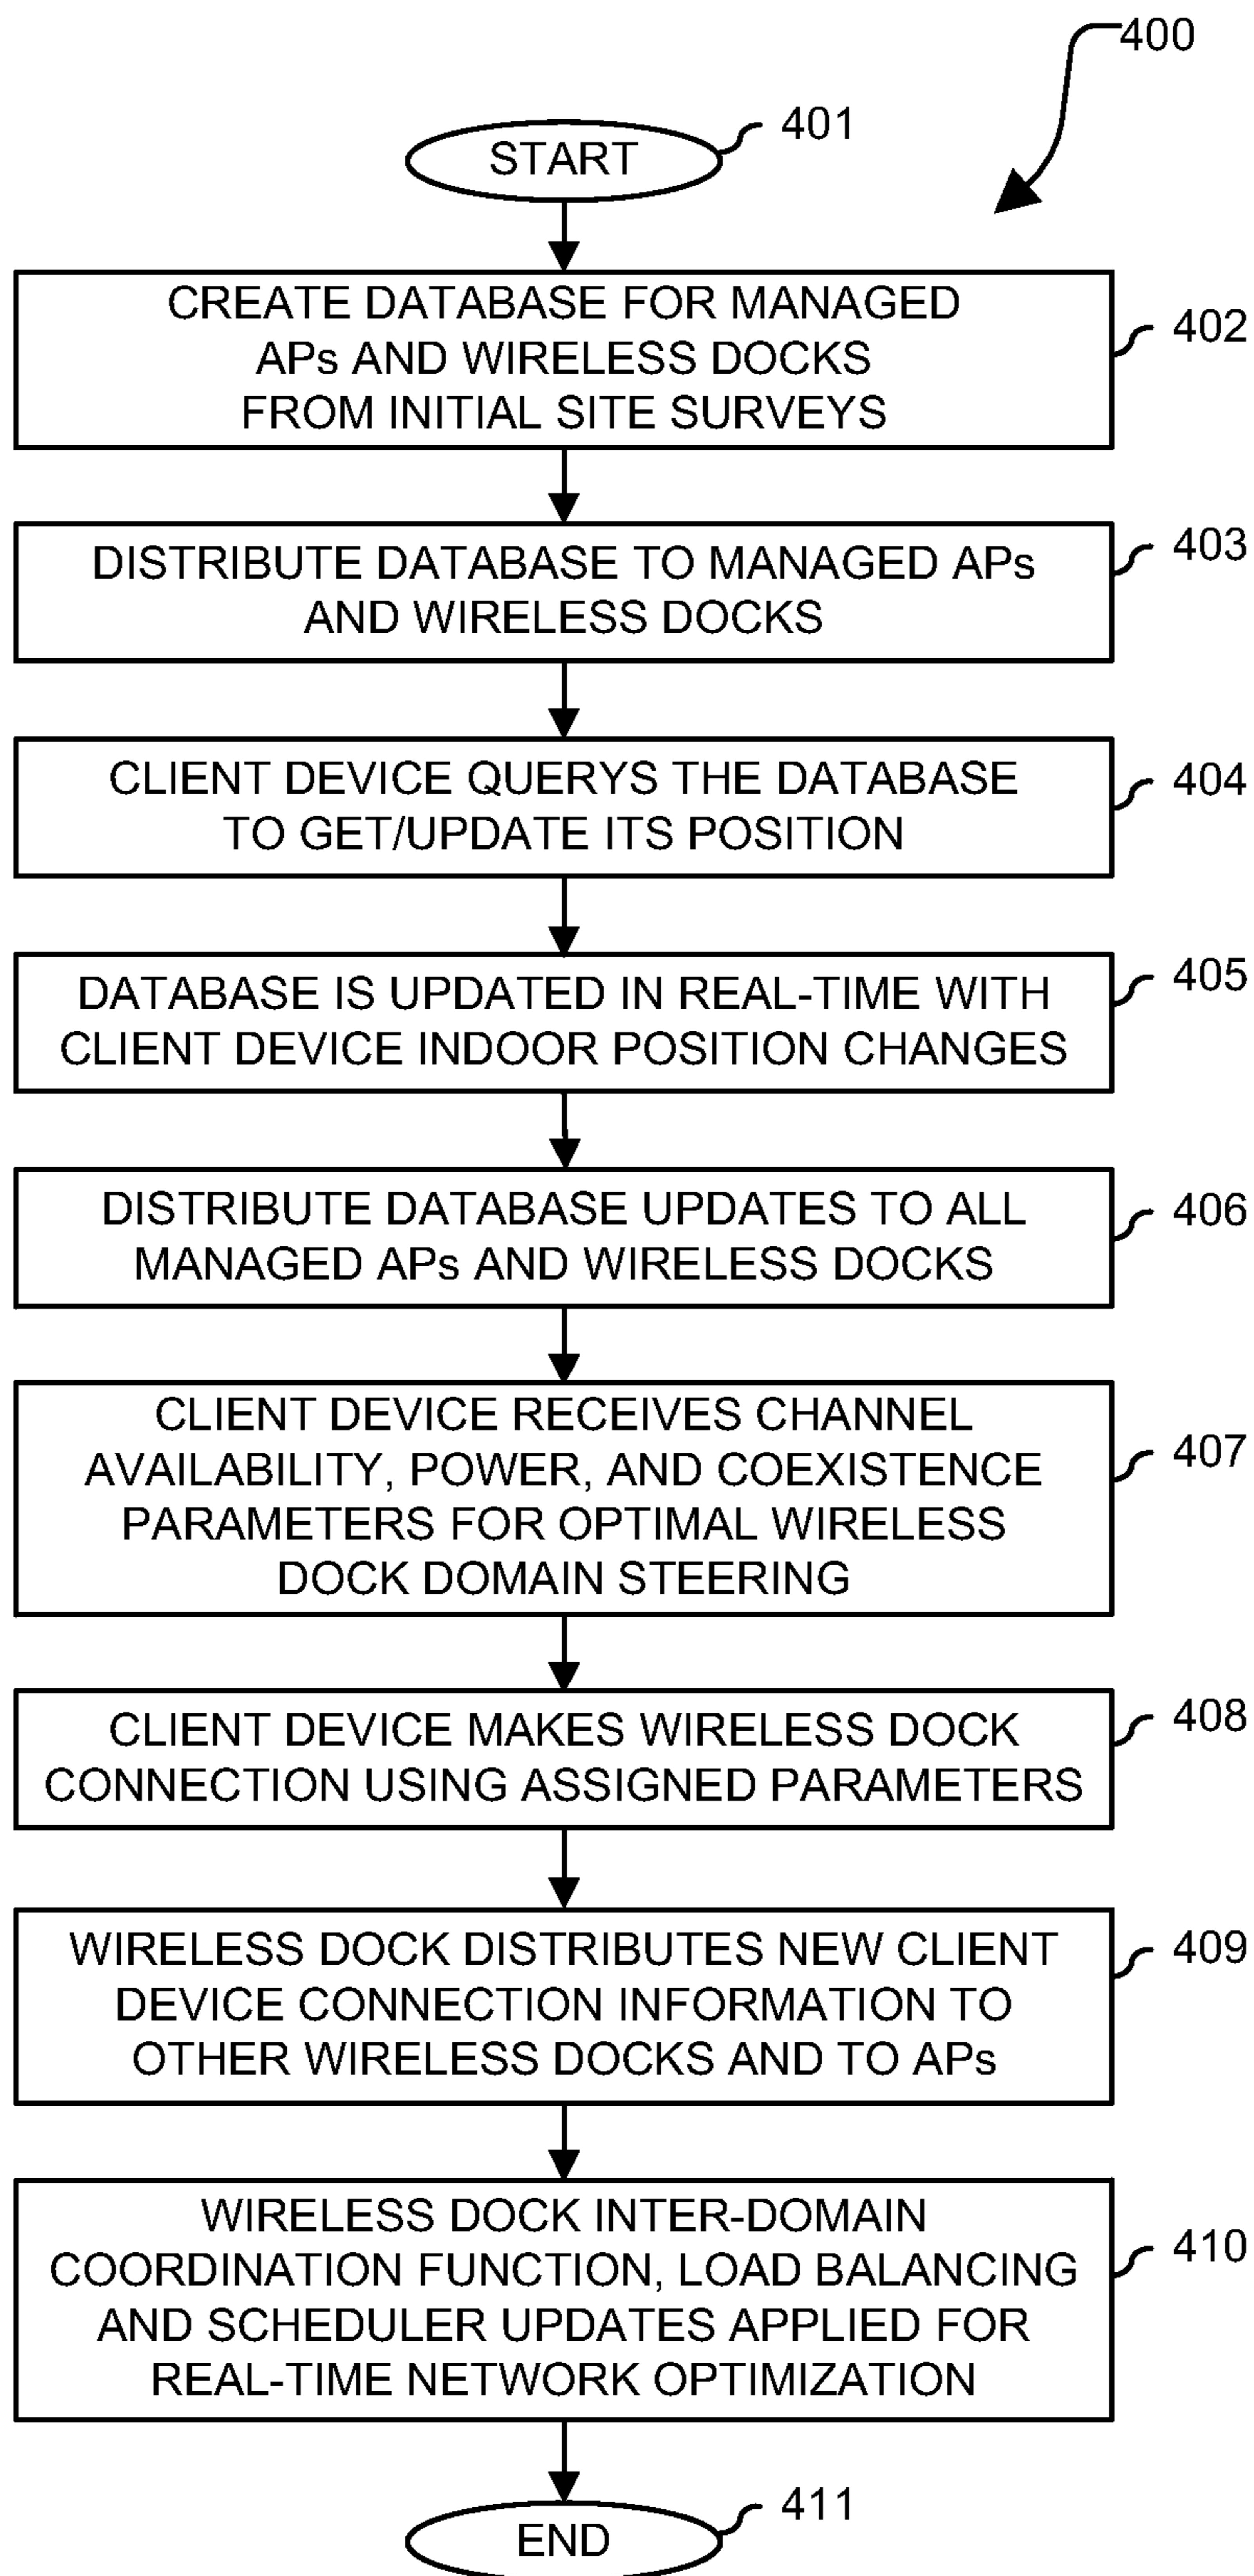 400
START
401
CREATE DATABASE FOR MANAGED
APs AND WIRELESS DOCKS
FROM INITIAL SITE SURVEYS
402
DISTRIBUTE DATABASE TO MANAGED APs
AND WIRELESS DOCKS
403
CLIENT DEVICE QUERYS THE DATABASE
TO GET/UPDATE ITS POSITION
404
DATABASE IS UPDATED IN REAL-TIME WITH
CLIENT DEVICE INDOOR POSITION CHANGES
405
DISTRIBUTE DATABASE UPDATES TO ALL
MANAGED APs AND WIRELESS DOCKS
406
CLIENT DEVICE RECEIVES CHANNEL
AVAILABILITY, POWER, AND COEXISTENCE
PARAMETERS FOR OPTIMAL WIRELESS
DOCK DOMAIN STEERING
407
CLIENT DEVICE MAKES WIRELESS DOCK
CONNECTION USING ASSIGNED PARAMETERS
408
WIRELESS DOCK DISTRIBUTES NEW CLIENT
DEVICE CONNECTION INFORMATION TO
OTHER WIRELESS DOCKS AND TO APs
409
WIRELESS DOCK INTER-DOMAIN
COORDINATION FUNCTION, LOAD BALANCING
AND SCHEDULER UPDATES APPLIED FOR
REAL-TIME NETWORK OPTIMIZATION
410
END
411